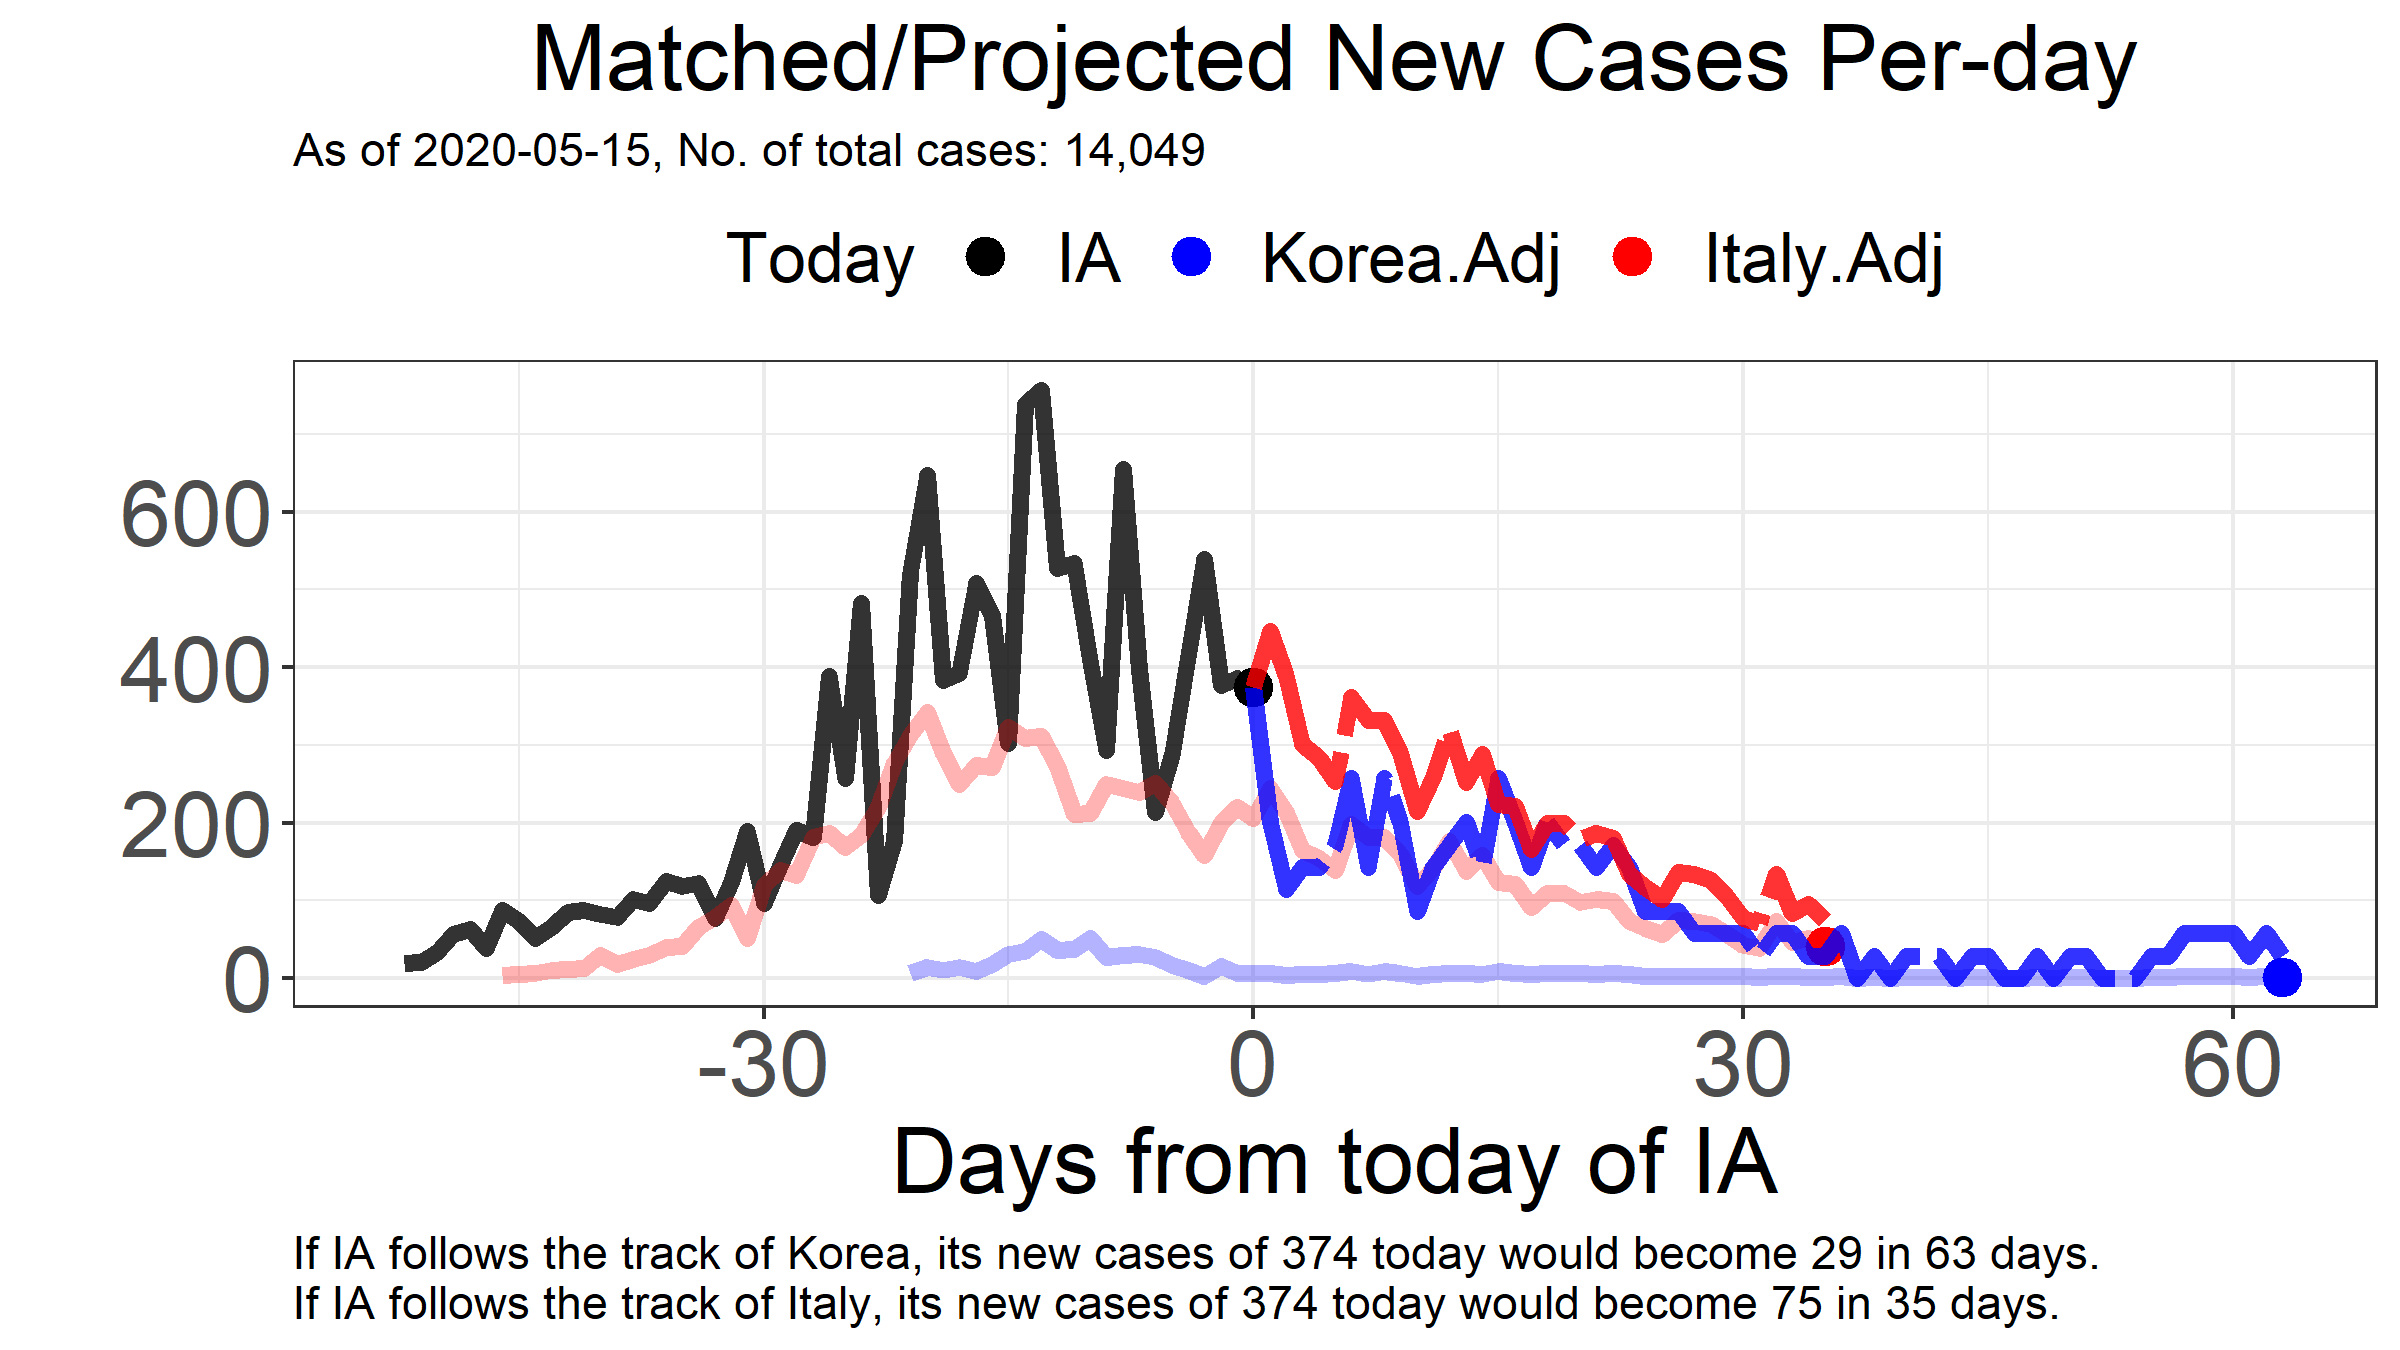 Matched/Projected New Cases Per-day
As of 2020-05-15, No. of total cases: 14,049
Today IA Korea.Adj Italy.Adj
600
400
200
0
-30 0 30 60
Days from today of IA
If IA follows the track of Korea, its new cases of 374 today would become 29 in 63 days.
If IA follows the track of Italy, its new cases of 374 today would become 75 in 35 days.